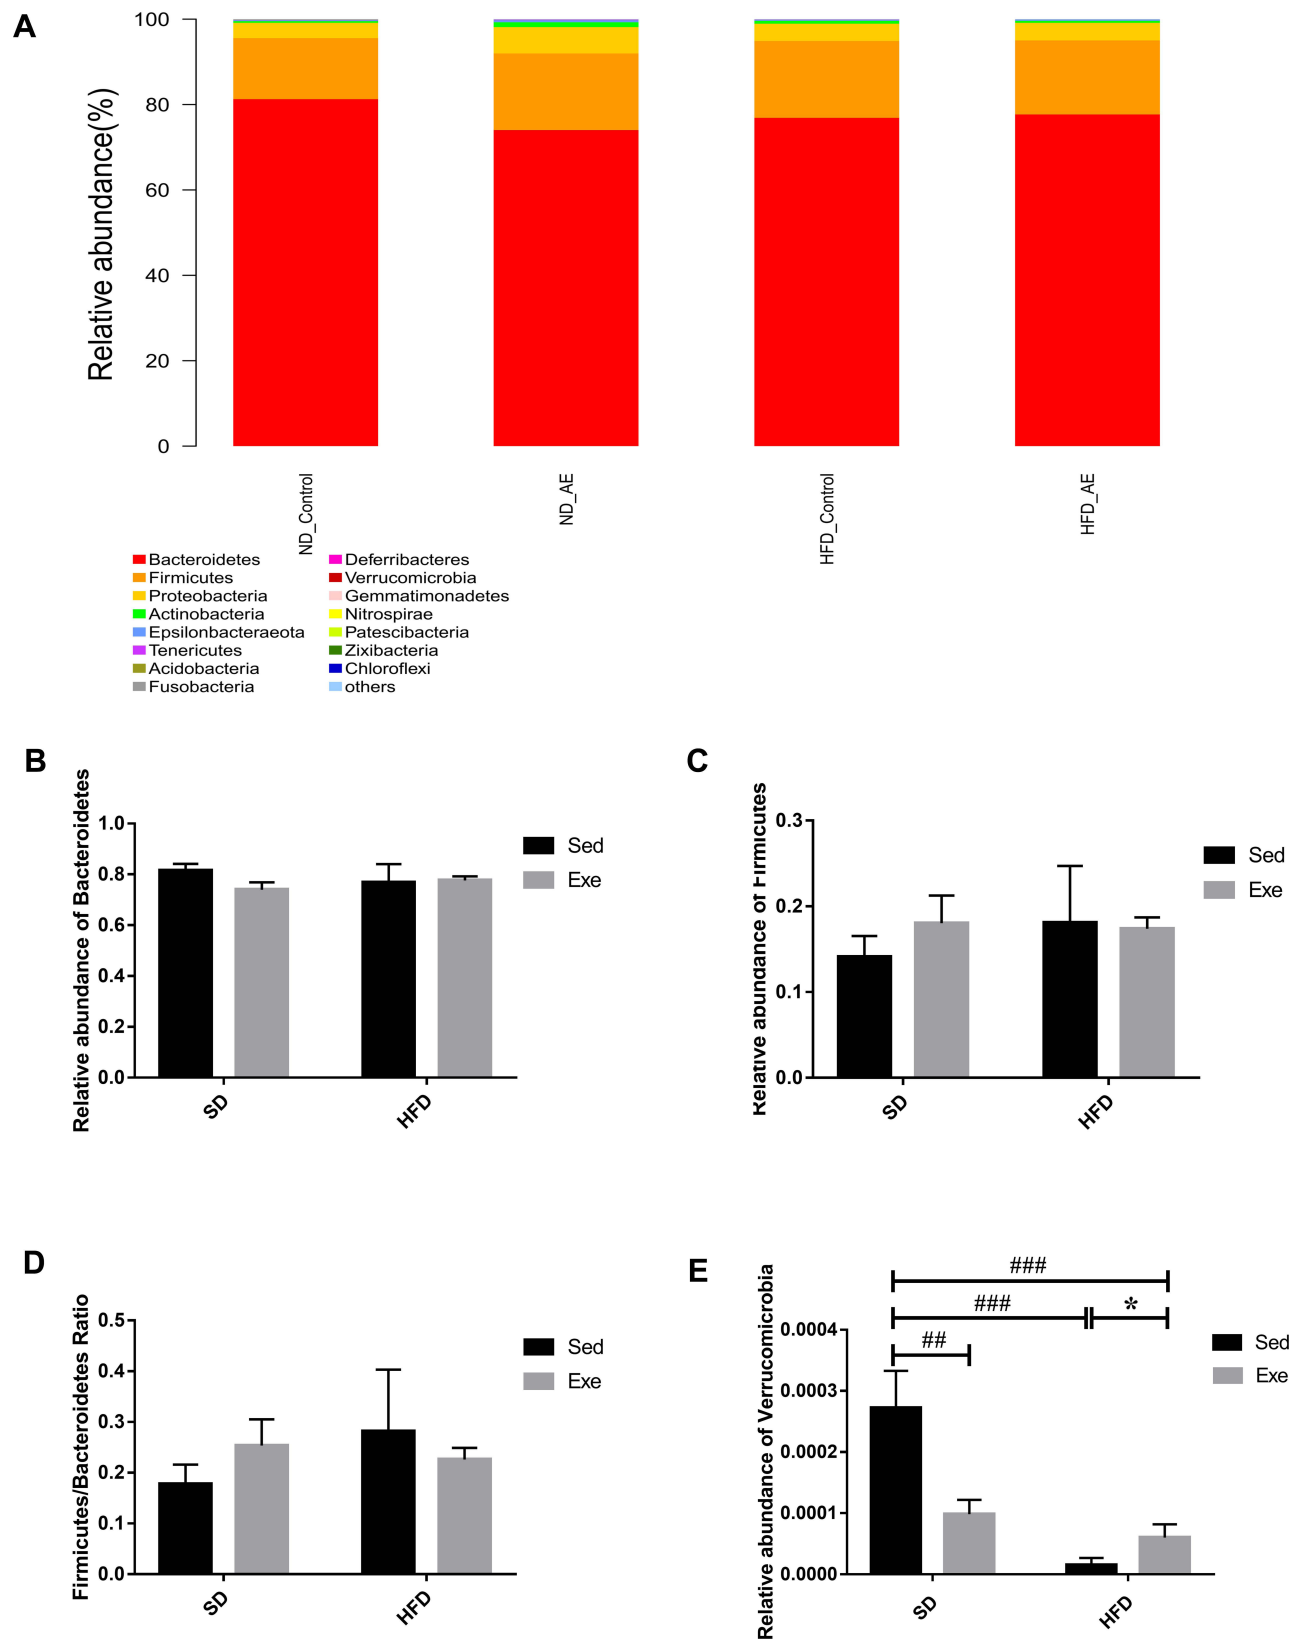 A
Relative abundance(%)
100
80
60
40
20
0
ND_Control
ND_AE
HFD_Control
HFD_AE
Bacteroidetes
Firmicutes
Proteobacteria
Actinobacteria
Epsilonbacteraeota
Tenericutes
Acidobacteria
Fusobacteria
Deferribacteres
Verrucomicrobia
Gemmatimonadetes
Nitrospirae
Patescibacteria
Zixibacteria
Chloroflexi
others
B
Relative abundance of Bacteroidetes
1.0
0.8
0.6
0.4
0.2
0.0
SD
HFD
Sed
Exe
C
Relative abundance of Firmicutes
0.3
0.2
0.1
0.0
SD
HFD
Sed
Exe
D
Firmicutes/Bacteroidetes Ratio
0.5
0.4
0.3
0.2
0.1
0.0
SD
HFD
Sed
Exe
E
Relative abundance of Verrucomicrobia
0.0004
0.0003
0.0002
0.0001
0.0000
###
###
*
##
SD
HFD
Sed
Exe